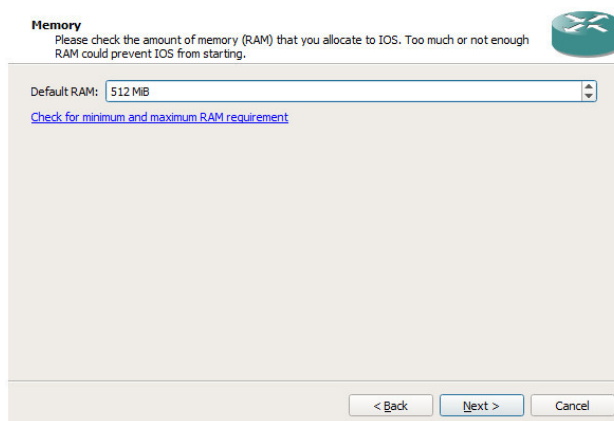 Memory
Please check the amount of memory (RAM) that you allocate to IOS. Too much or not enough
RAM could prevent IOS from starting.
Default RAM: 512 MiB
Check for minimum and maximum RAM requirement
< Back Next > Cancel